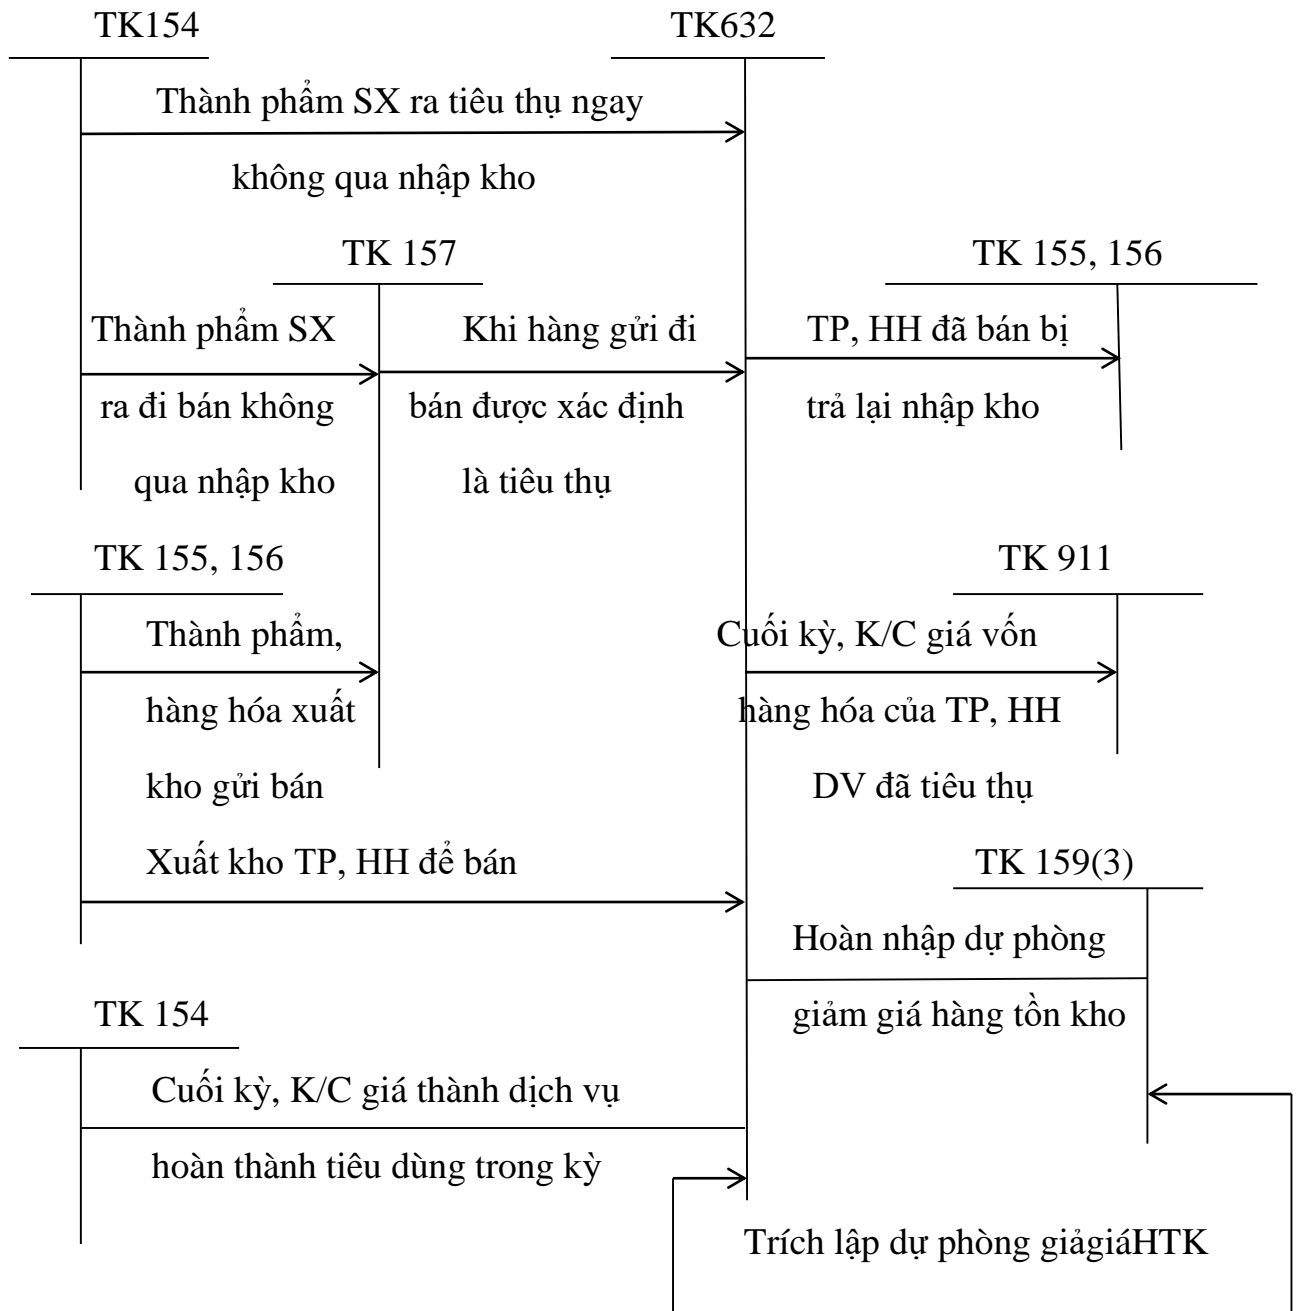 TK154
TK632
Thành phẩm SX ra tiêu thụ ngay
không qua nhập kho
TK 157
TK 155, 156
Thành phẩm SX
ra đi bán không
qua nhập kho
Khi hàng gửi đi
bán được xác định
là tiêu thụ
TP, HH đã bán bị
trả lại nhập kho
TK 155, 156
TK 911
Thành phẩm,
hàng hóa xuất
kho gửi bán
Cuối kỳ, K/C giá vốn
hàng hóa của TP, HH
DV đã tiêu thụ
Xuất kho TP, HH để bán
TK 159(3)
Hoàn nhập dự phòng
giảm giá hàng tồn kho
TK 154
Cuối kỳ, K/C giá thành dịch vụ
hoàn thành tiêu dùng trong kỳ
Trích lập dự phòng giảgiáHTK